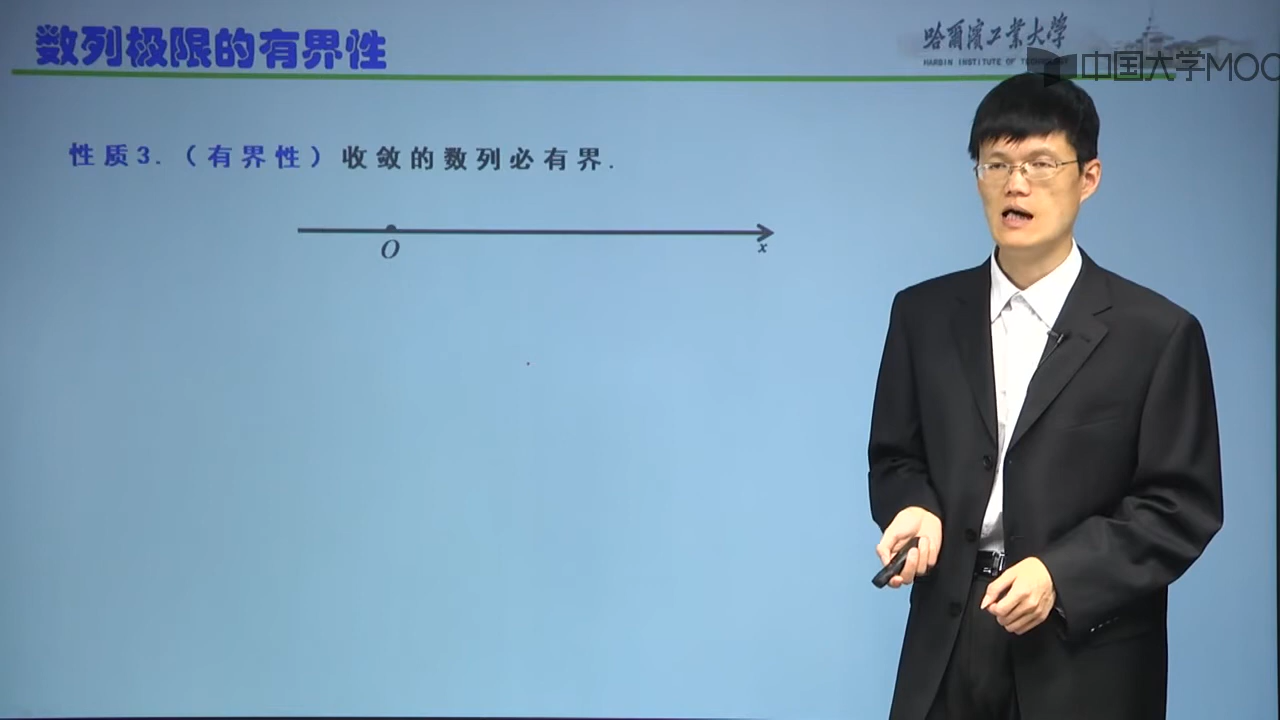 数列极限的有界性
哈尔滨工业大学
HARBIN INSTITUTE OF TECHNOLOGY
中国大学MOO
性质3.（有界性）收敛的数列必有界.
O
x